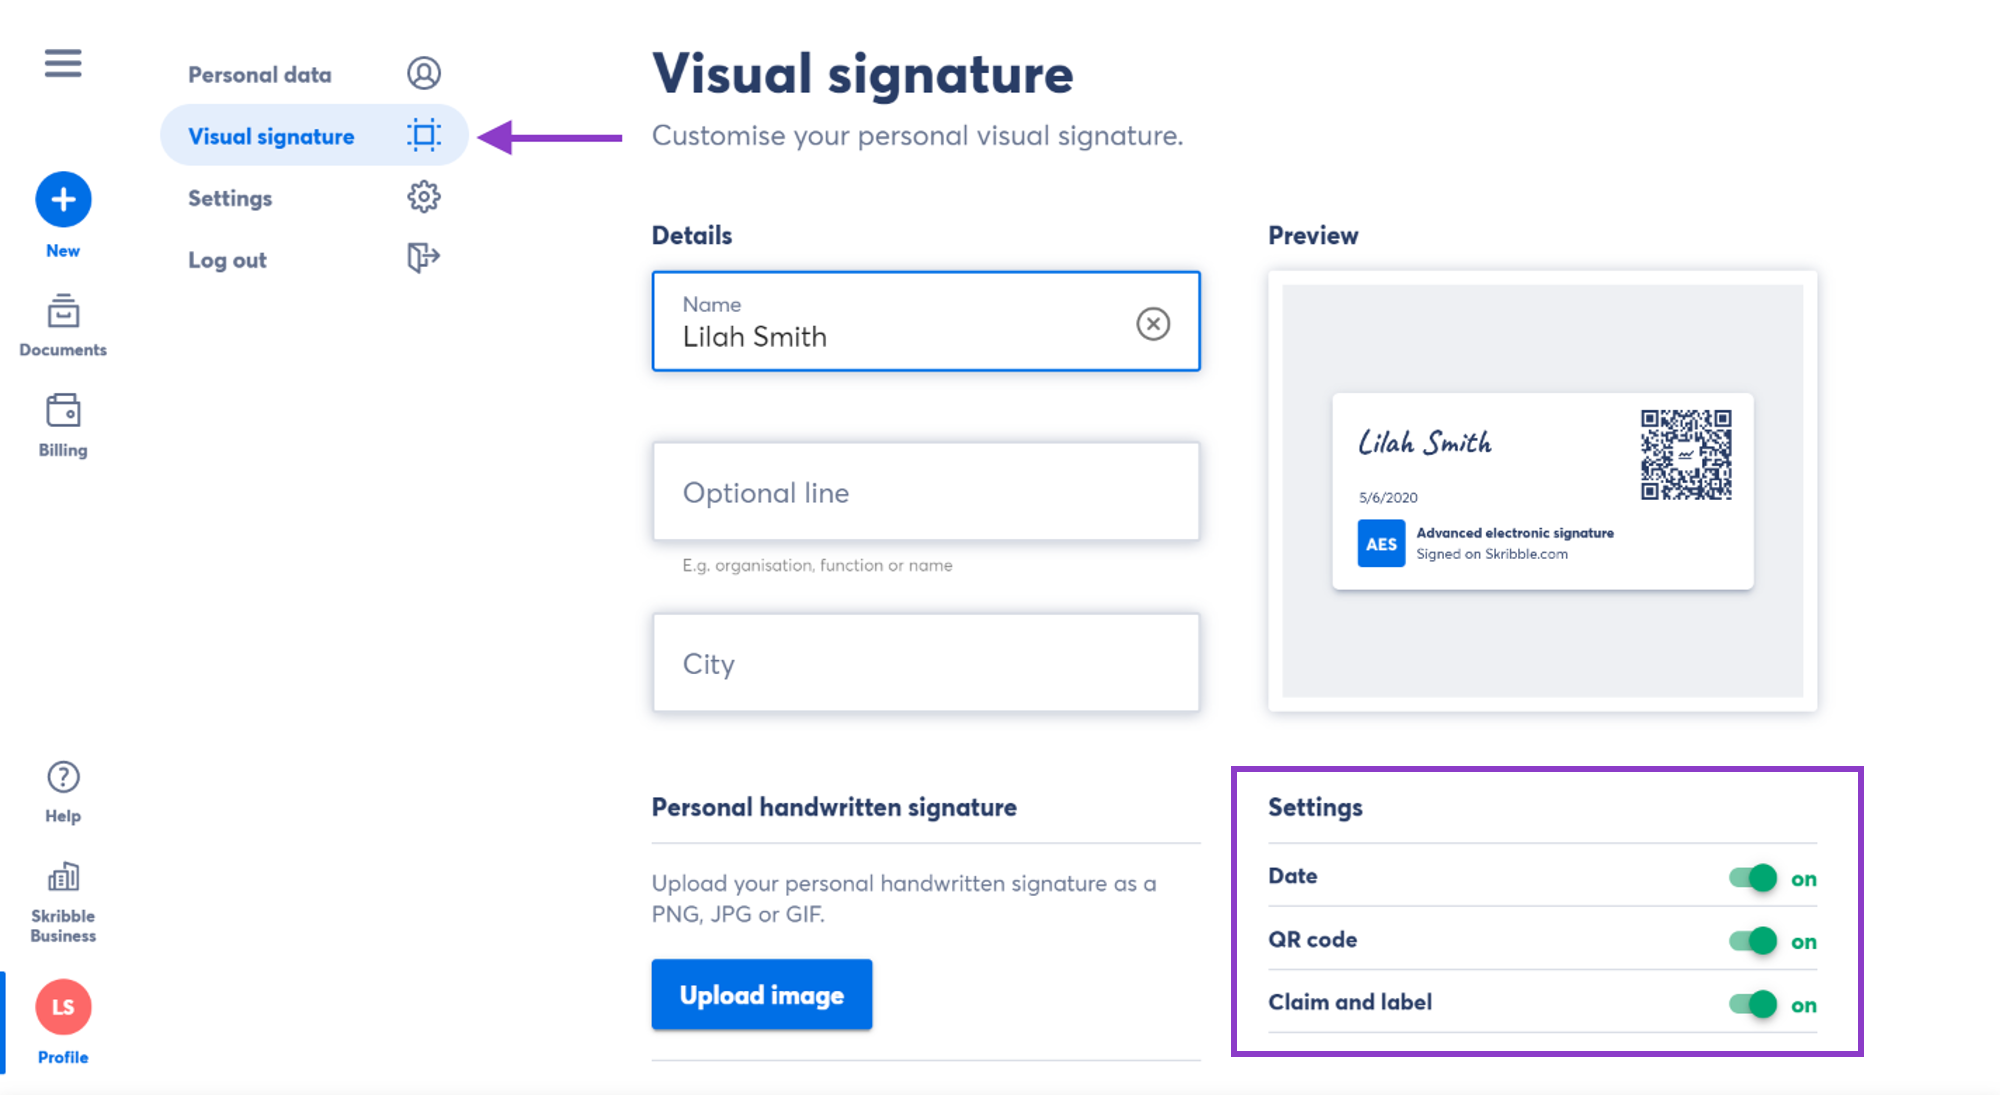 New
Documents
Billing
Help
Skribble
Business
LS
Profile
Personal data
Visual signature
Settings
Log out
Visual signature
Customise your personal visual signature.
Details
Name
Lilah Smith
Optional line
E.g. organisation, function or name
City
Preview
Lilah Smith
5/6/2020
AES
Advanced electronic signature
Signed on Skribble.com
Personal handwritten signature
Upload your personal handwritten signature as a
PNG, JPG or GIF.
Upload image
Settings
Date on
QR code on
Claim and label on